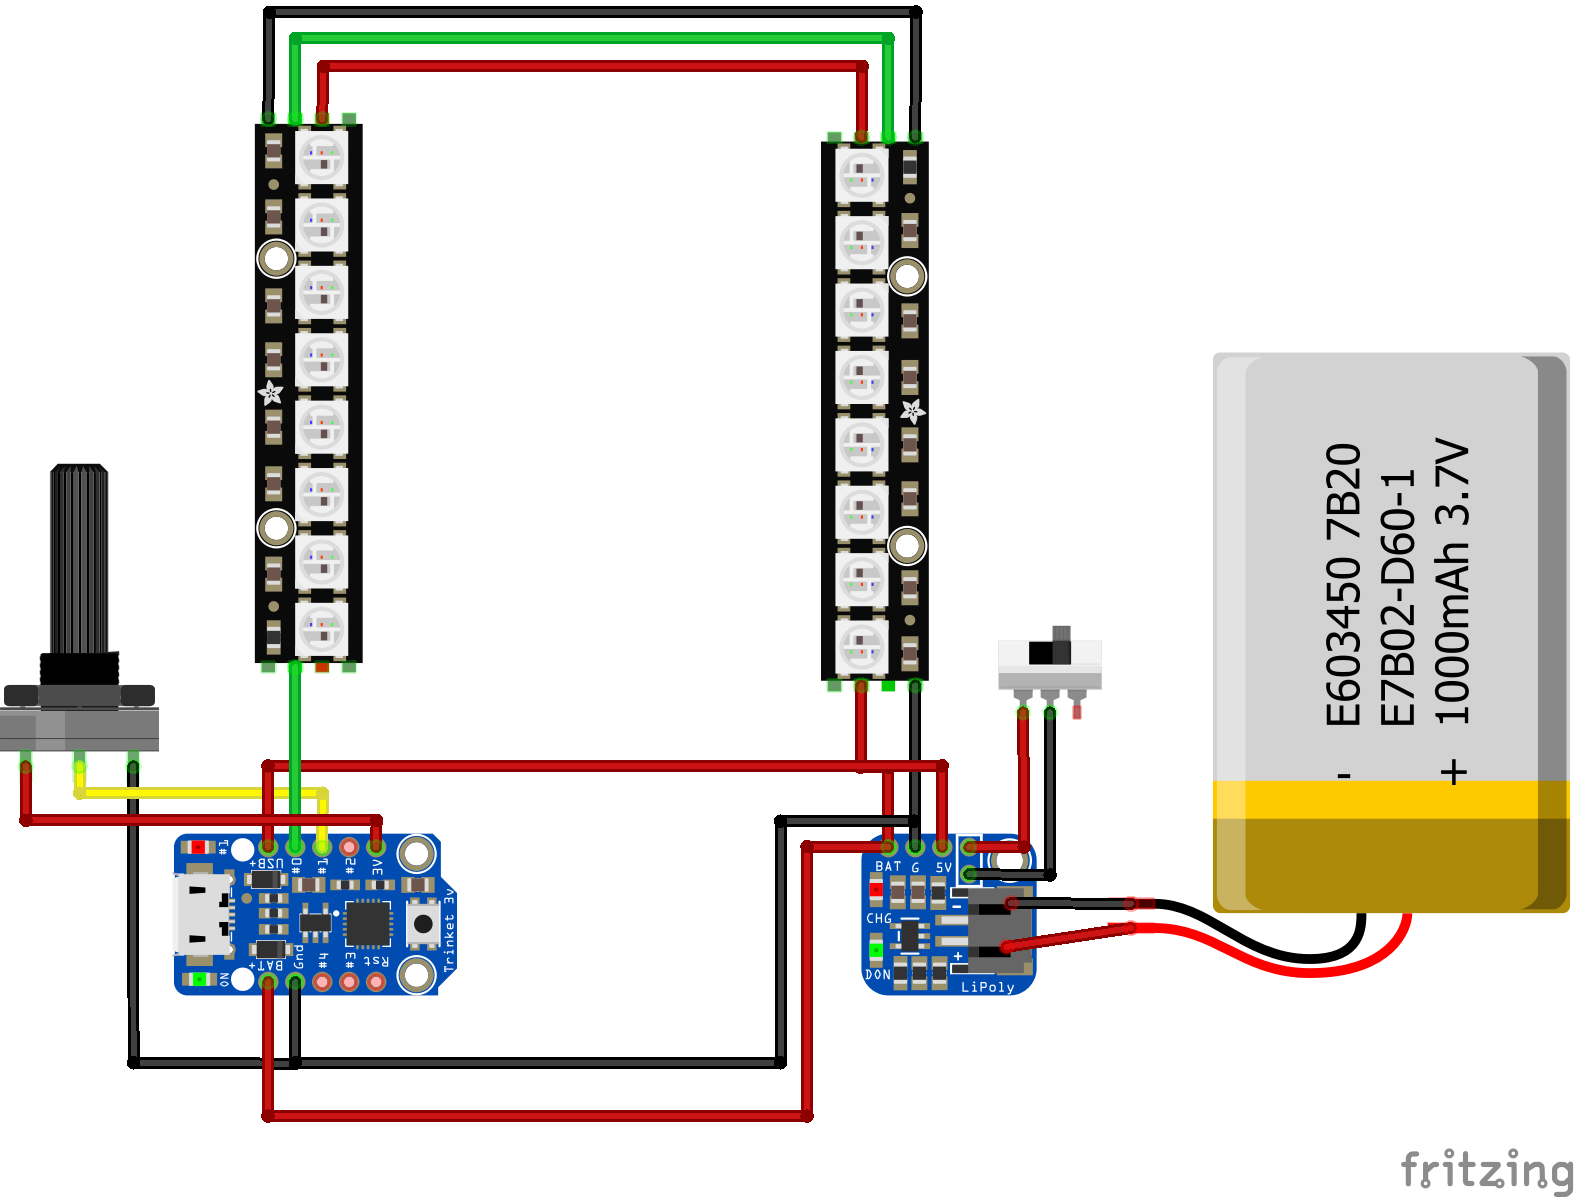 E603450 7B20
E7B02-D60-1
1000mAh 3.7V
- +
#1
USB+
#0
#1
#2
3V
ON
BAT+
Gnd
#4
#3
Rst
Trinket 3v
BAT G 5V
CHG
-
DON
+
LiPoly
fritzing